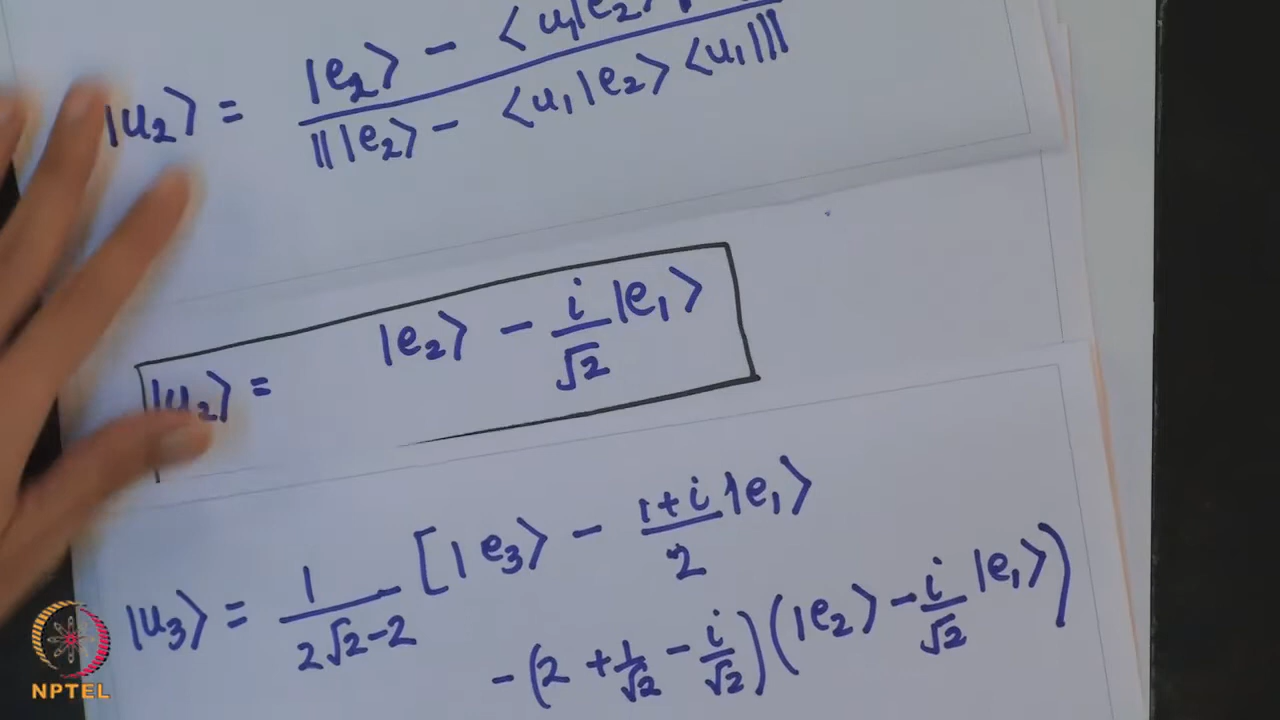 |u₂⟩ = (|e₂⟩ − ⟨u₁|e₂⟩) / (‖|e₂⟩ − ⟨u₁|e₂⟩⟨u₁|‖)
|u₂⟩ = |e₂⟩ − i/√2 |e₁⟩
|u₃⟩ = 1/(2√2−2) [|e₃⟩ − (1+i)/2 |e₁⟩
−(2 + 1/√2 − i/√2)(|e₂⟩ − i/√2 |e₁⟩)
NPTEL